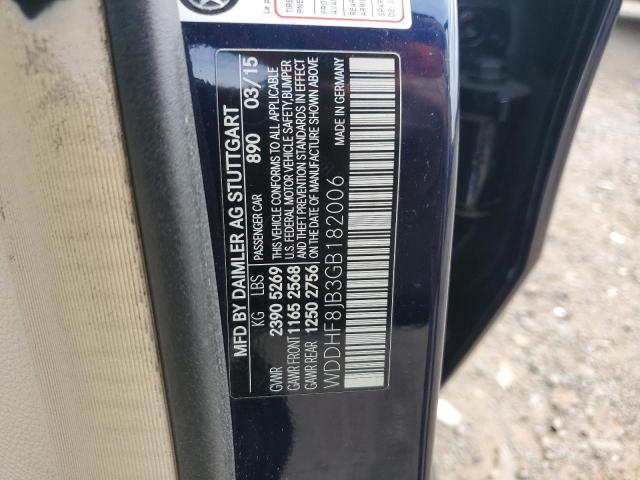 MFD BY DAIMLER AG STUTTGART
KG LBS PASSENGER CAR 890 03/15
GVWR 2390 5269 THIS VEHICLE CONFORMS TO ALL APPLICABLE
U.S. FEDERAL MOTOR VEHICLE SAFETY, BUMPER
GAWR FRONT 1165 2568 AND THEFT PREVENTION STANDARDS IN EFFECT
GAWR REAR 1250 2756 ON THE DATE OF MANUFACTURE SHOWN ABOVE
MADE IN GERMANY
WDDHF8JB3GB182006